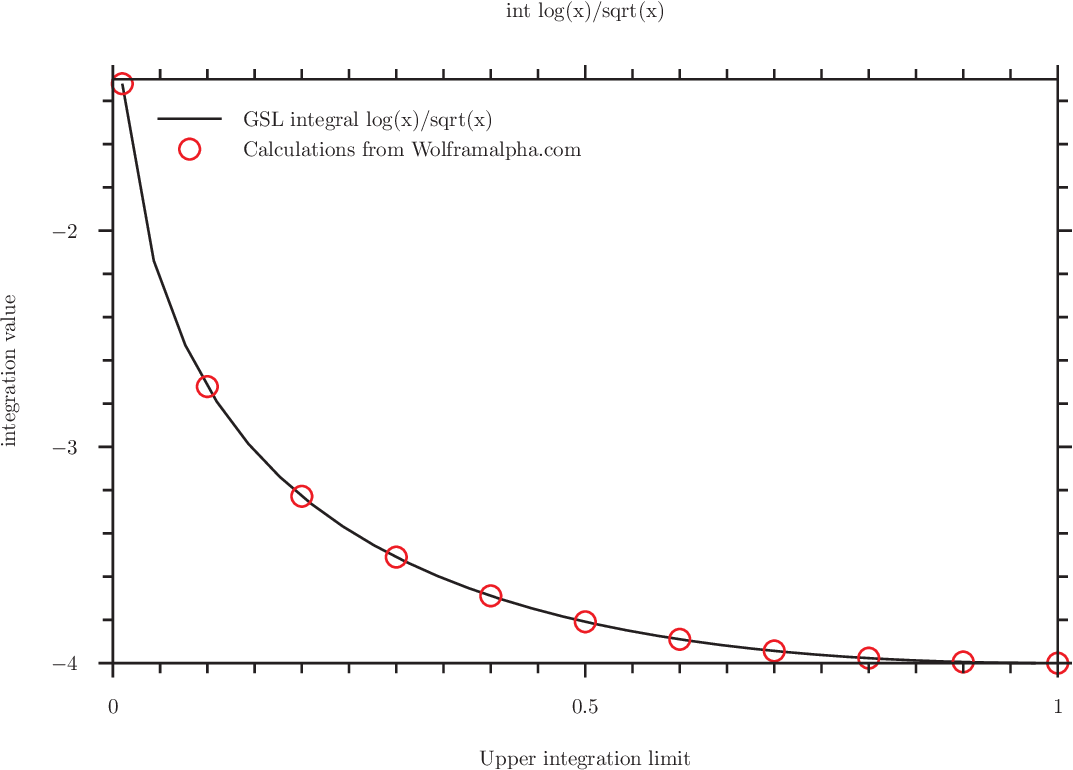 int log(x)/sqrt(x)
GSL integral log(x)/sqrt(x)
Calculations from Wolframalpha.com
−2
−3
−4
integration value
0
0.5
1
Upper integration limit